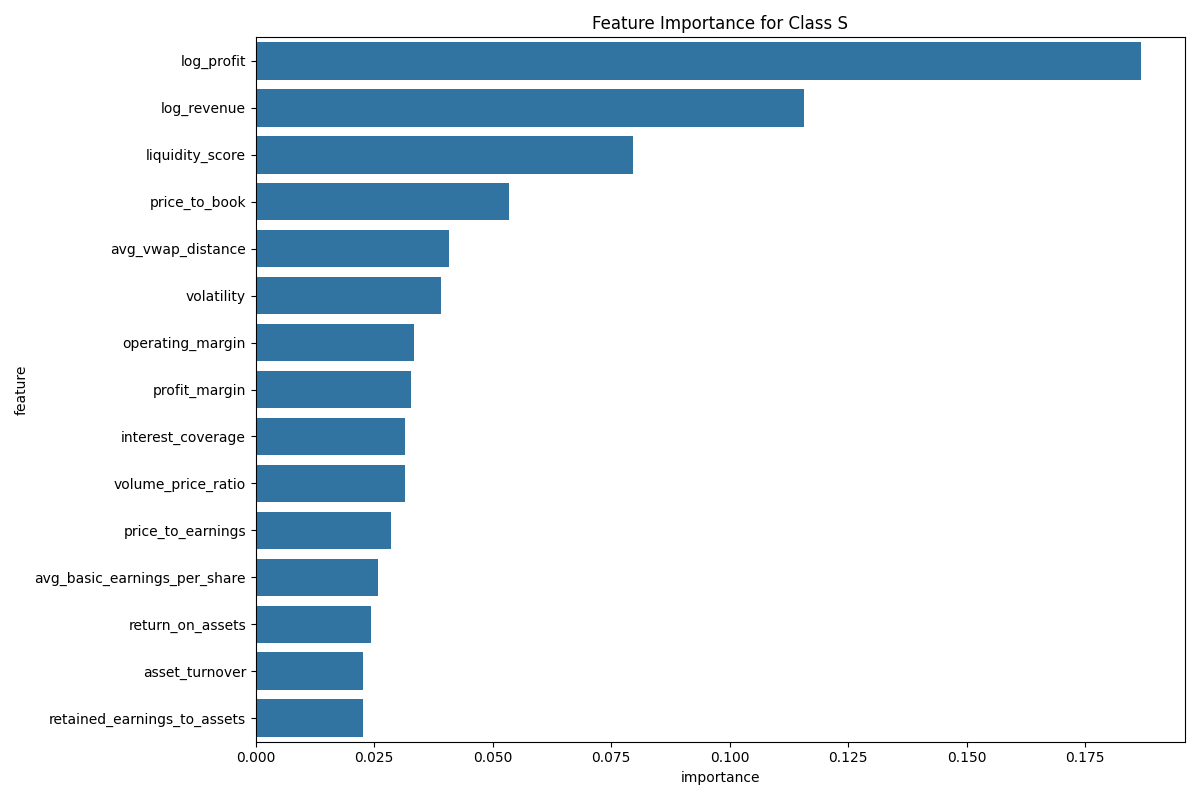 Feature Importance for Class S
log_profit
log_revenue
liquidity_score
price_to_book
avg_vwap_distance
volatility
operating_margin
profit_margin
interest_coverage
volume_price_ratio
price_to_earnings
avg_basic_earnings_per_share
return_on_assets
asset_turnover
retained_earnings_to_assets
feature
0.000 0.025 0.050 0.075 0.100 0.125 0.150 0.175
importance